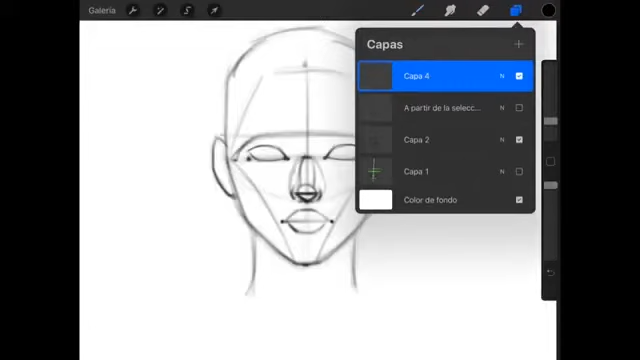 Galería
Capas
Capa 4 N
A partir de la selecc... N
Capa 2 N
Capa 1 N
Color de fondo